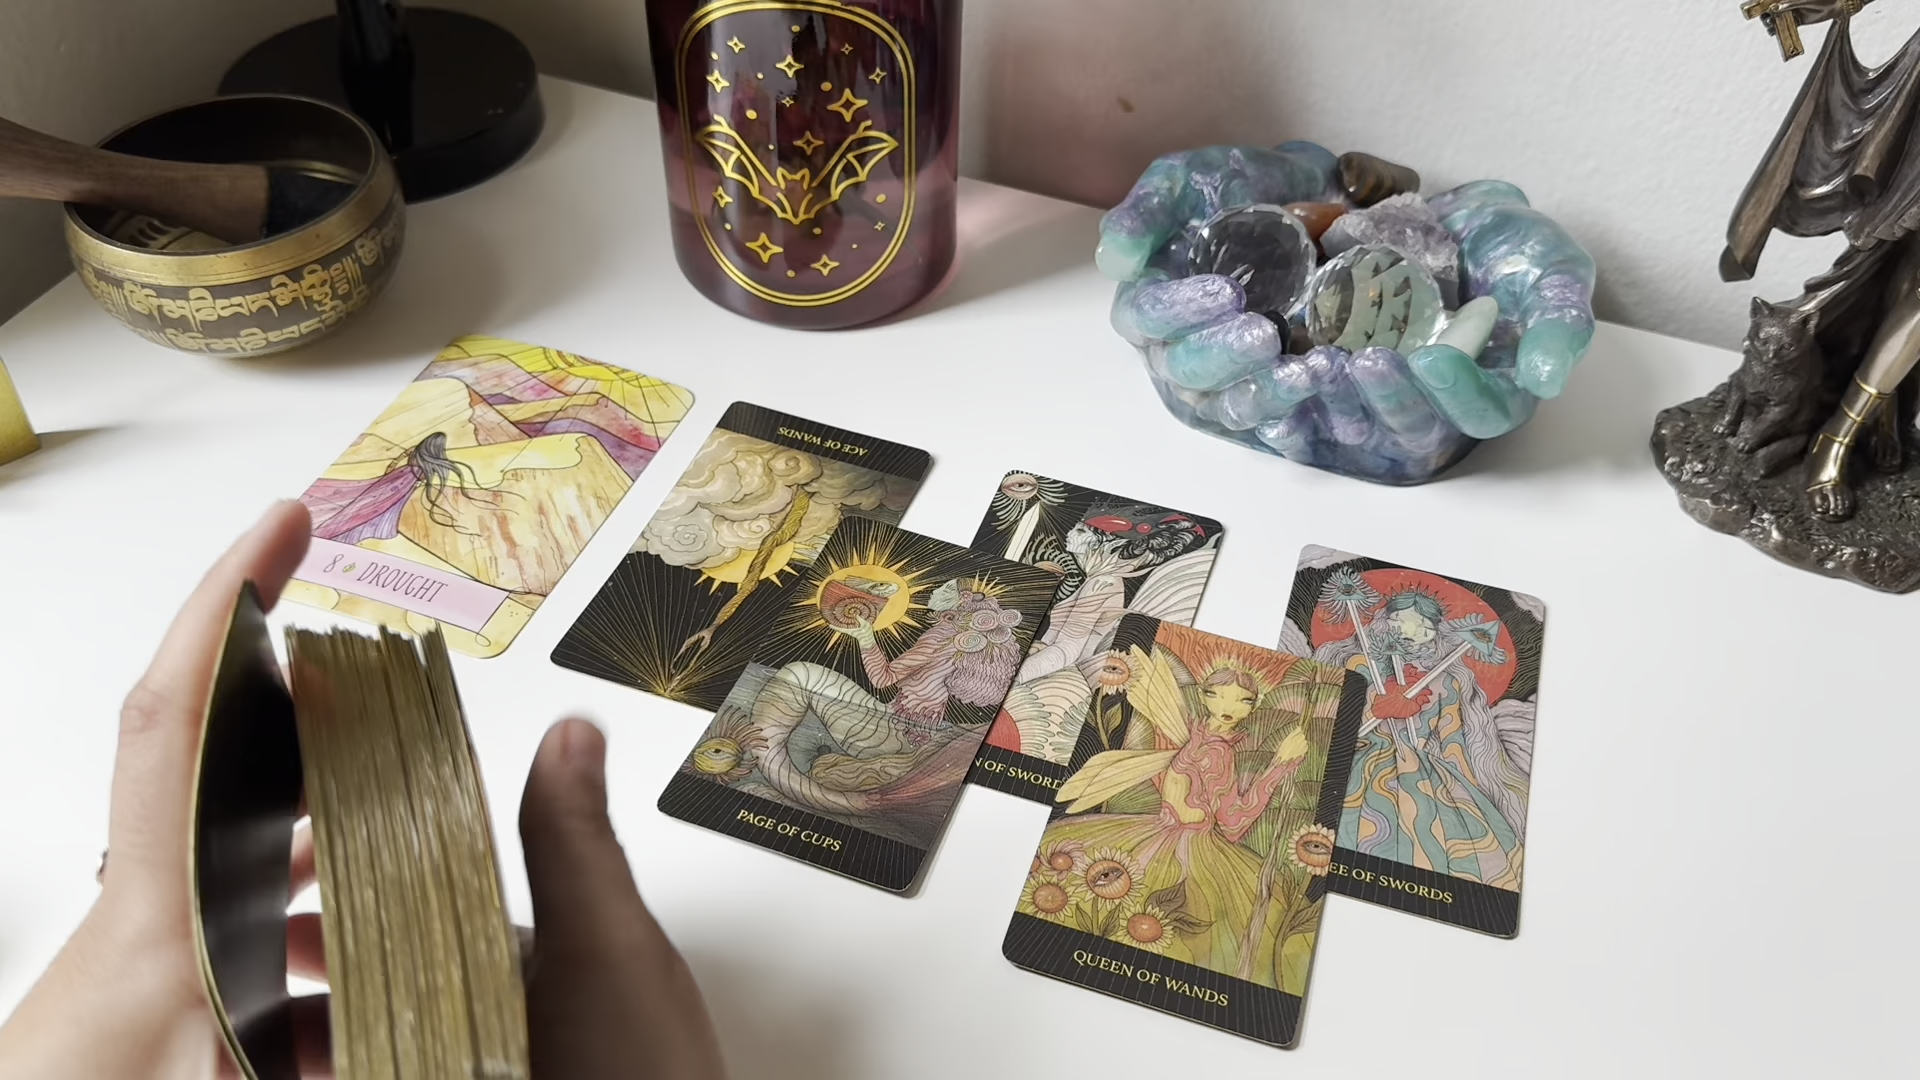 8 DROUGHT
ACE OF WANDS
PAGE OF CUPS
N OF SWORDS
QUEEN OF WANDS
EE OF SWORDS